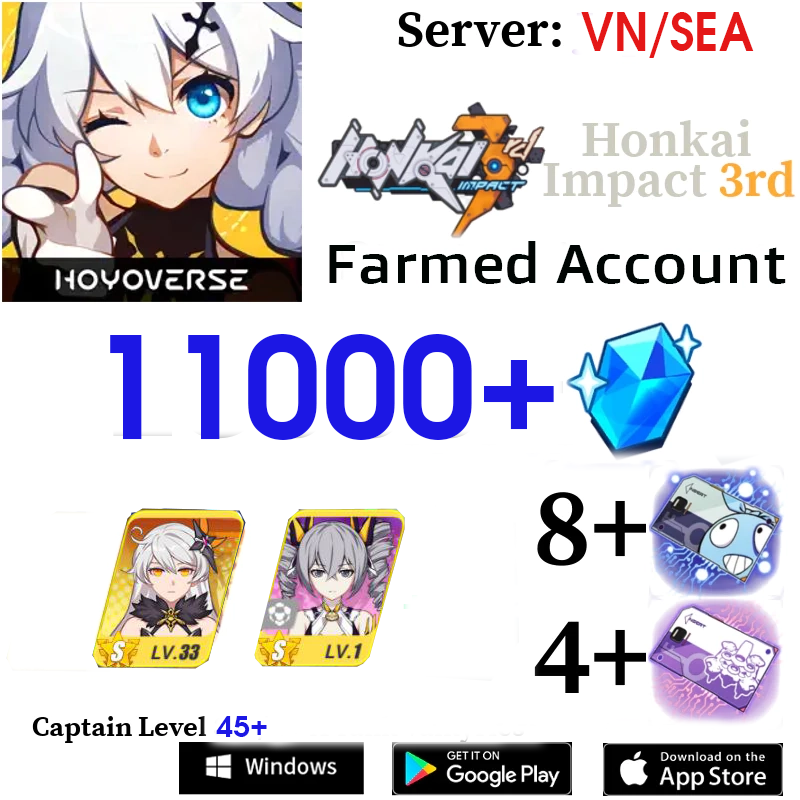 Server: VN/SEA
HONKAI 3rd
IMPACT
Honkai
Impact 3rd
HOYOVERSE
Farmed Account
11000+
8+
S LV.33
S LV.1
4+
Captain Level 45+
Windows
GET IT ON
Google Play
Download on the
App Store